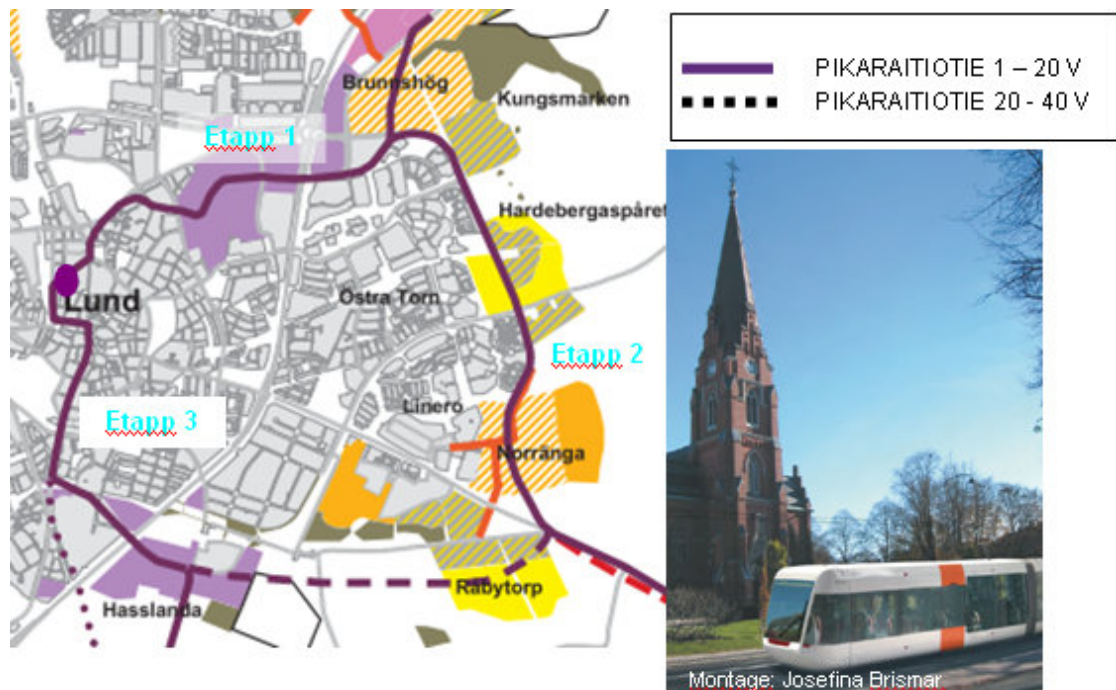 Brunnshög
Kungsmarken
Etapp 1
Hardebergaspåret
Lund
Östra Torn
Etapp 2
Linero
Etapp 3
Norränga
Råbytorp
Hasslanda
PIKARAITIOTIE 1 – 20 V
PIKARAITIOTIE 20 - 40 V
Montage: Josefina Brismar